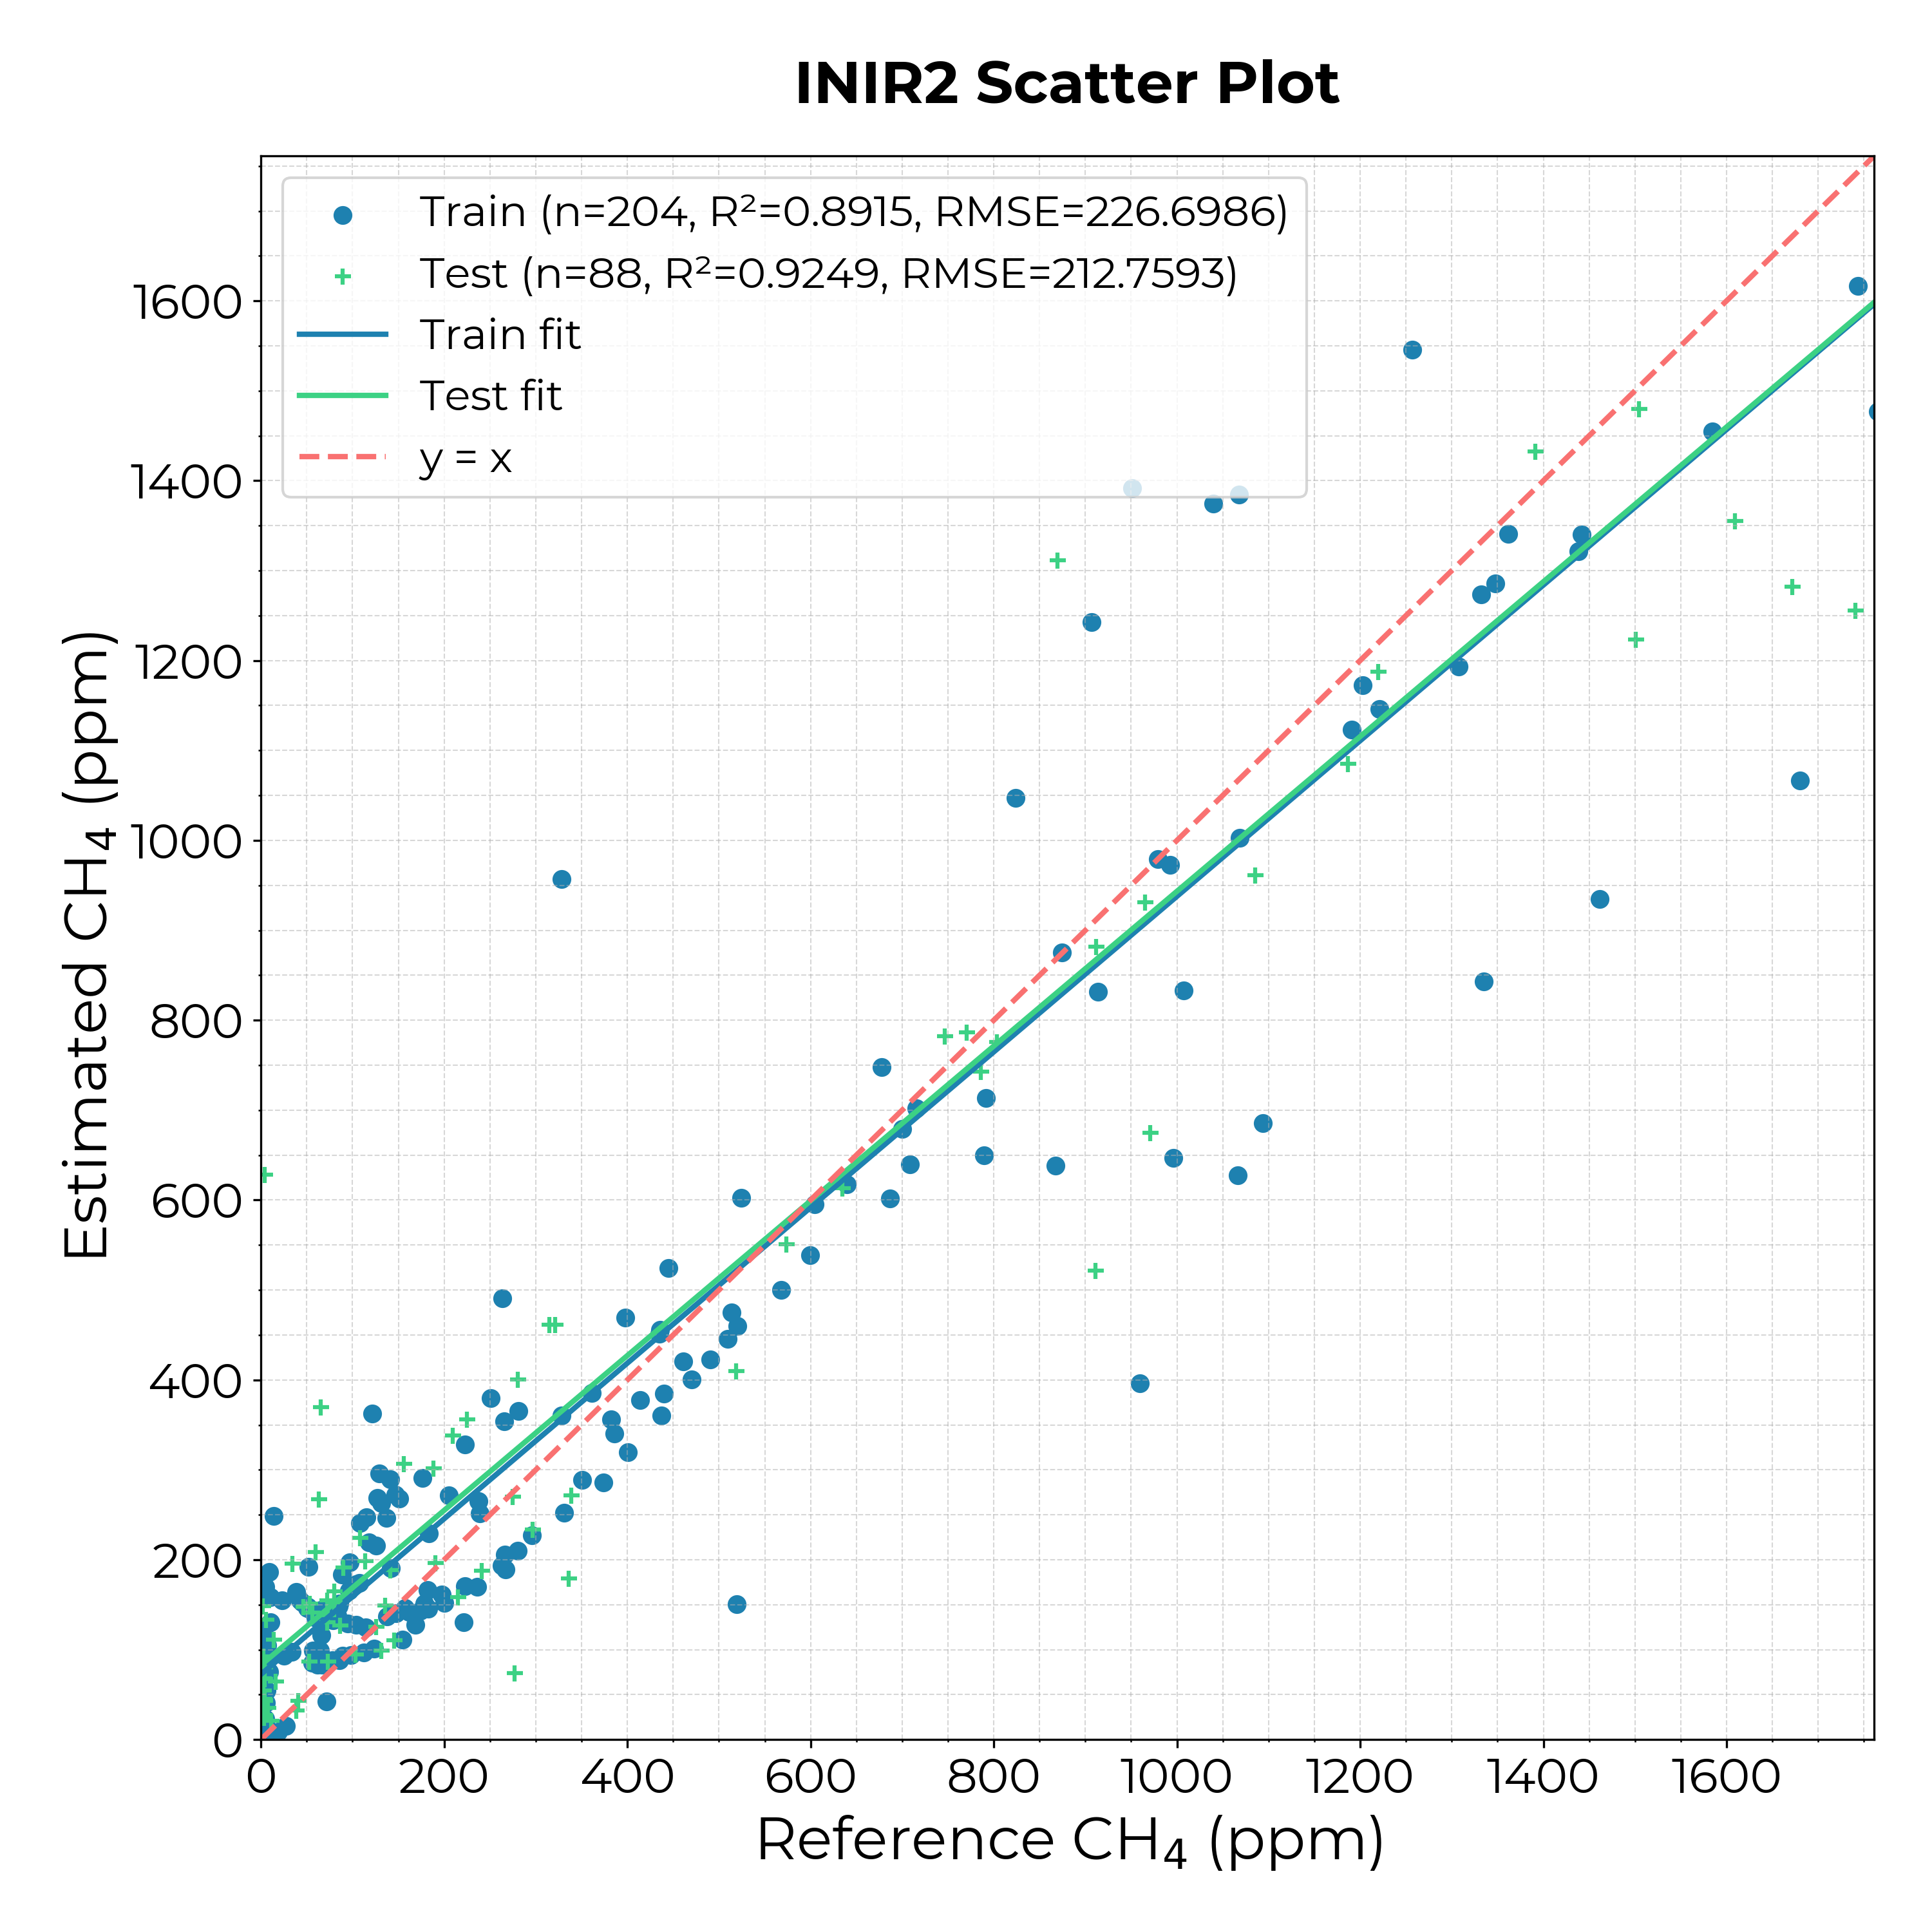 INIR2 Scatter Plot
Train (n=204, R²=0.8915, RMSE=226.6986)
Test (n=88, R²=0.9249, RMSE=212.7593)
Train fit
Test fit
y = x
1600
1400
1200
1000
800
600
400
200
0
Estimated CH₄ (ppm)
0 200 400 600 800 1000 1200 1400 1600
Reference CH₄ (ppm)